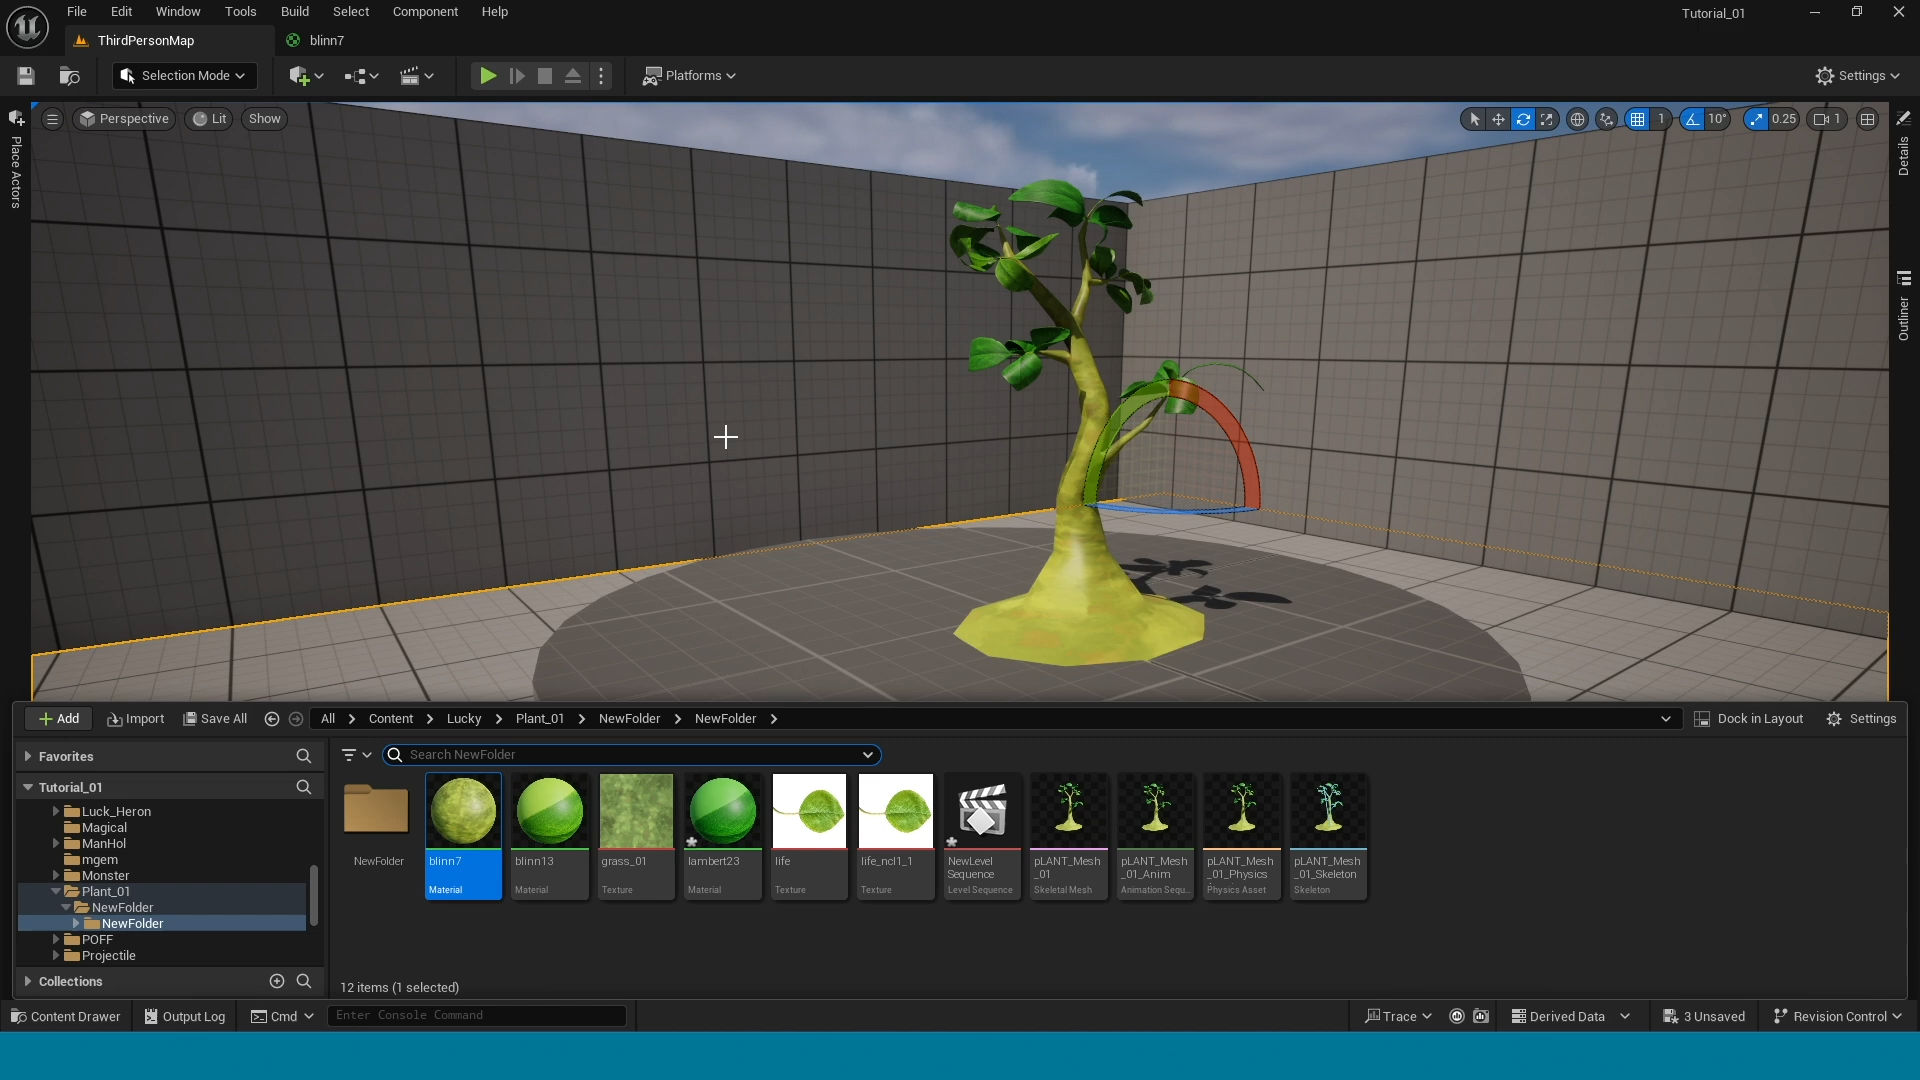 File Edit Window Tools Build Select Component Help
Tutorial_01
ThirdPersonMap
blinn7
Selection Mode
Platforms
Settings
Place Actors
Perspective
Lit
Show
1
10°
0.25
1
Details
Outliner
Add
Import
Save All
All
Content
Lucky
Plant_01
NewFolder
NewFolder
Dock in Layout
Settings
Favorites
Tutorial_01
Luck_Heron
Magical
ManHol
mgem
Monster
Plant_01
NewFolder
NewFolder
POFF
Projectile
Collections
Search NewFolder
NewFolder
blinn7
Material
blinn13
Material
grass_01
Texture
lambert23
Material
life
Texture
life_ncl1_1
Texture
NewLevel
Sequence
Level Sequence
pLANT_Mesh
_01
Skeletal Mesh
pLANT_Mesh
_01_Anim
Animation Sequ...
pLANT_Mesh
_01_Physics
Physics Asset
pLANT_Mesh
_01_Skeleton
Skeleton
12 items (1 selected)
Content Drawer
Output Log
Cmd
Enter Console Command
Trace
Derived Data
3 Unsaved
Revision Control